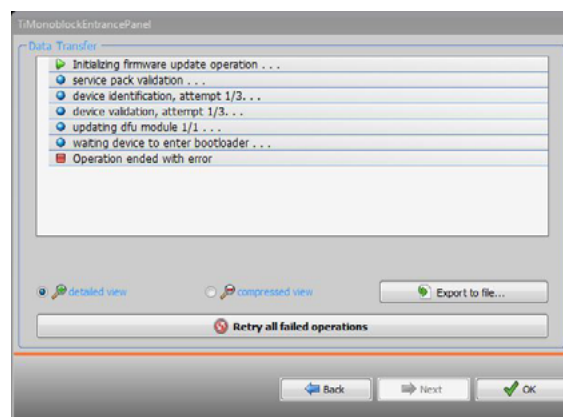 TiMonoblockEntrancePanel
Data Transfer
Initializing firmware update operation . . .
service pack validation . . .
device identification, attempt 1/3. . .
device validation, attempt 1/3. . .
updating dfu module 1/1 . . .
waiting device to enter bootloader . . .
Operation ended with error
detailed view
compressed view
Export to file...
Retry all failed operations
Back
Next
OK